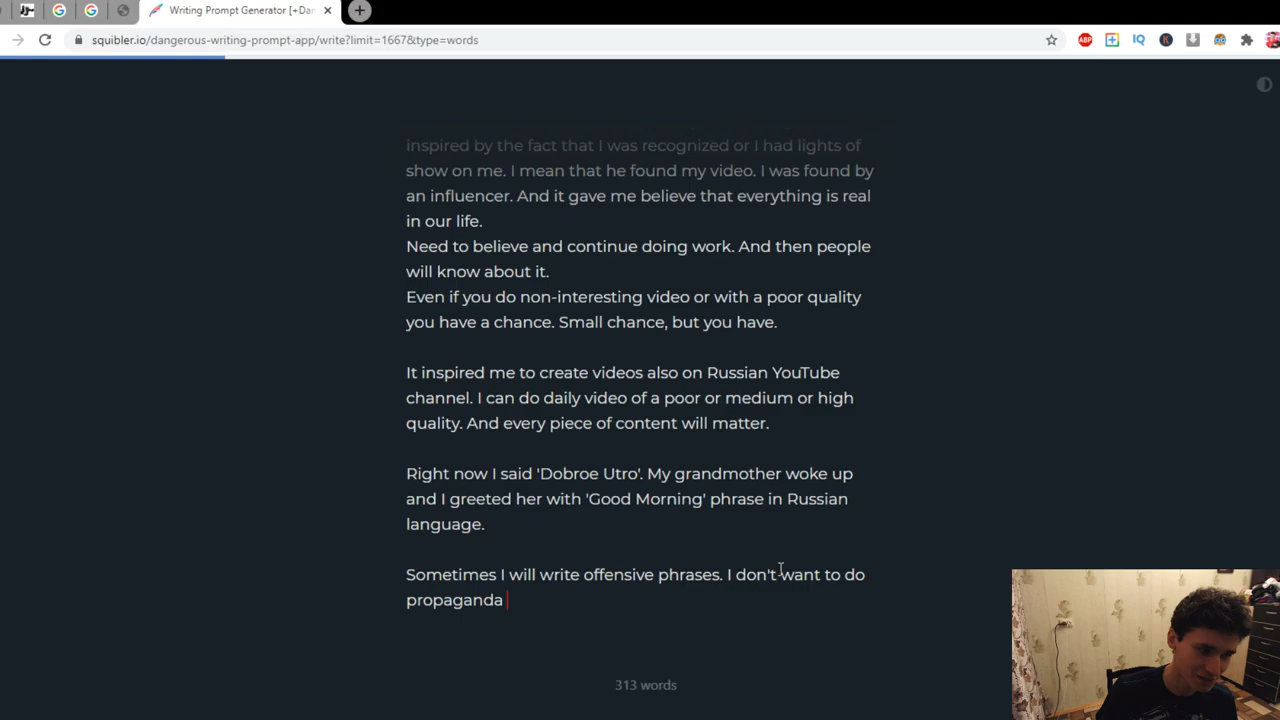 Writing Prompt Generator [+Dan
squibler.io/dangerous-writing-prompt-app/write?limit=1667&type=words
ABP
IQ
K
inspired by the fact that I was recognized or I had lights of
show on me. I mean that he found my video. I was found by
an influencer. And it gave me believe that everything is real
in our life.
Need to believe and continue doing work. And then people
will know about it.
Even if you do non-interesting video or with a poor quality
you have a chance. Small chance, but you have.
It inspired me to create videos also on Russian YouTube
channel. I can do daily video of a poor or medium or high
quality. And every piece of content will matter.
Right now I said 'Dobroe Utro'. My grandmother woke up
and I greeted her with 'Good Morning' phrase in Russian
language.
Sometimes I will write offensive phrases. I don't want to do
propaganda
313 words